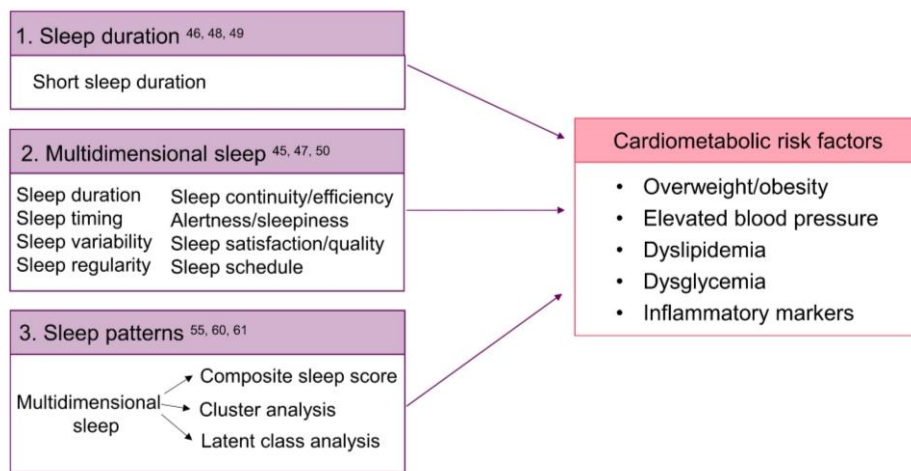 1. Sleep duration 46, 48, 49
Short sleep duration
2. Multidimensional sleep 45, 47, 50
Sleep duration
Sleep timing
Sleep variability
Sleep regularity
Sleep continuity/efficiency
Alertness/sleepiness
Sleep satisfaction/quality
Sleep schedule
3. Sleep patterns 55, 60, 61
Multidimensional
sleep
Composite sleep score
Cluster analysis
Latent class analysis
Cardiometabolic risk factors
• Overweight/obesity
• Elevated blood pressure
• Dyslipidemia
• Dysglycemia
• Inflammatory markers